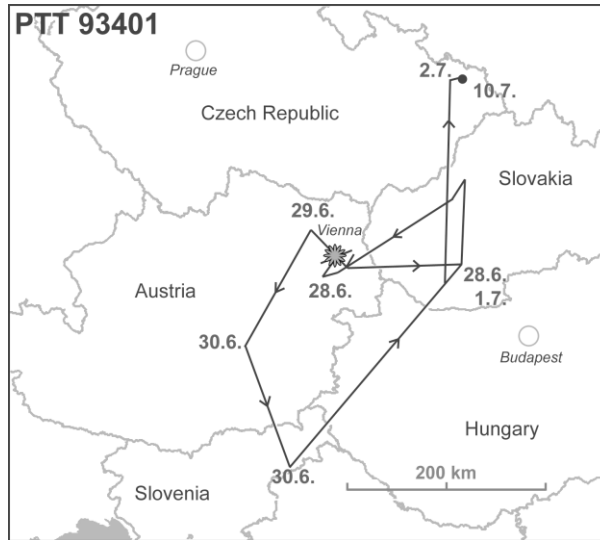 PTT 93401
Prague
2.7.
10.7.
Czech Republic
Slovakia
29.6.
Vienna
28.6.
28.6.
1.7.
Austria
30.6.
Budapest
Hungary
30.6.
200 km
Slovenia